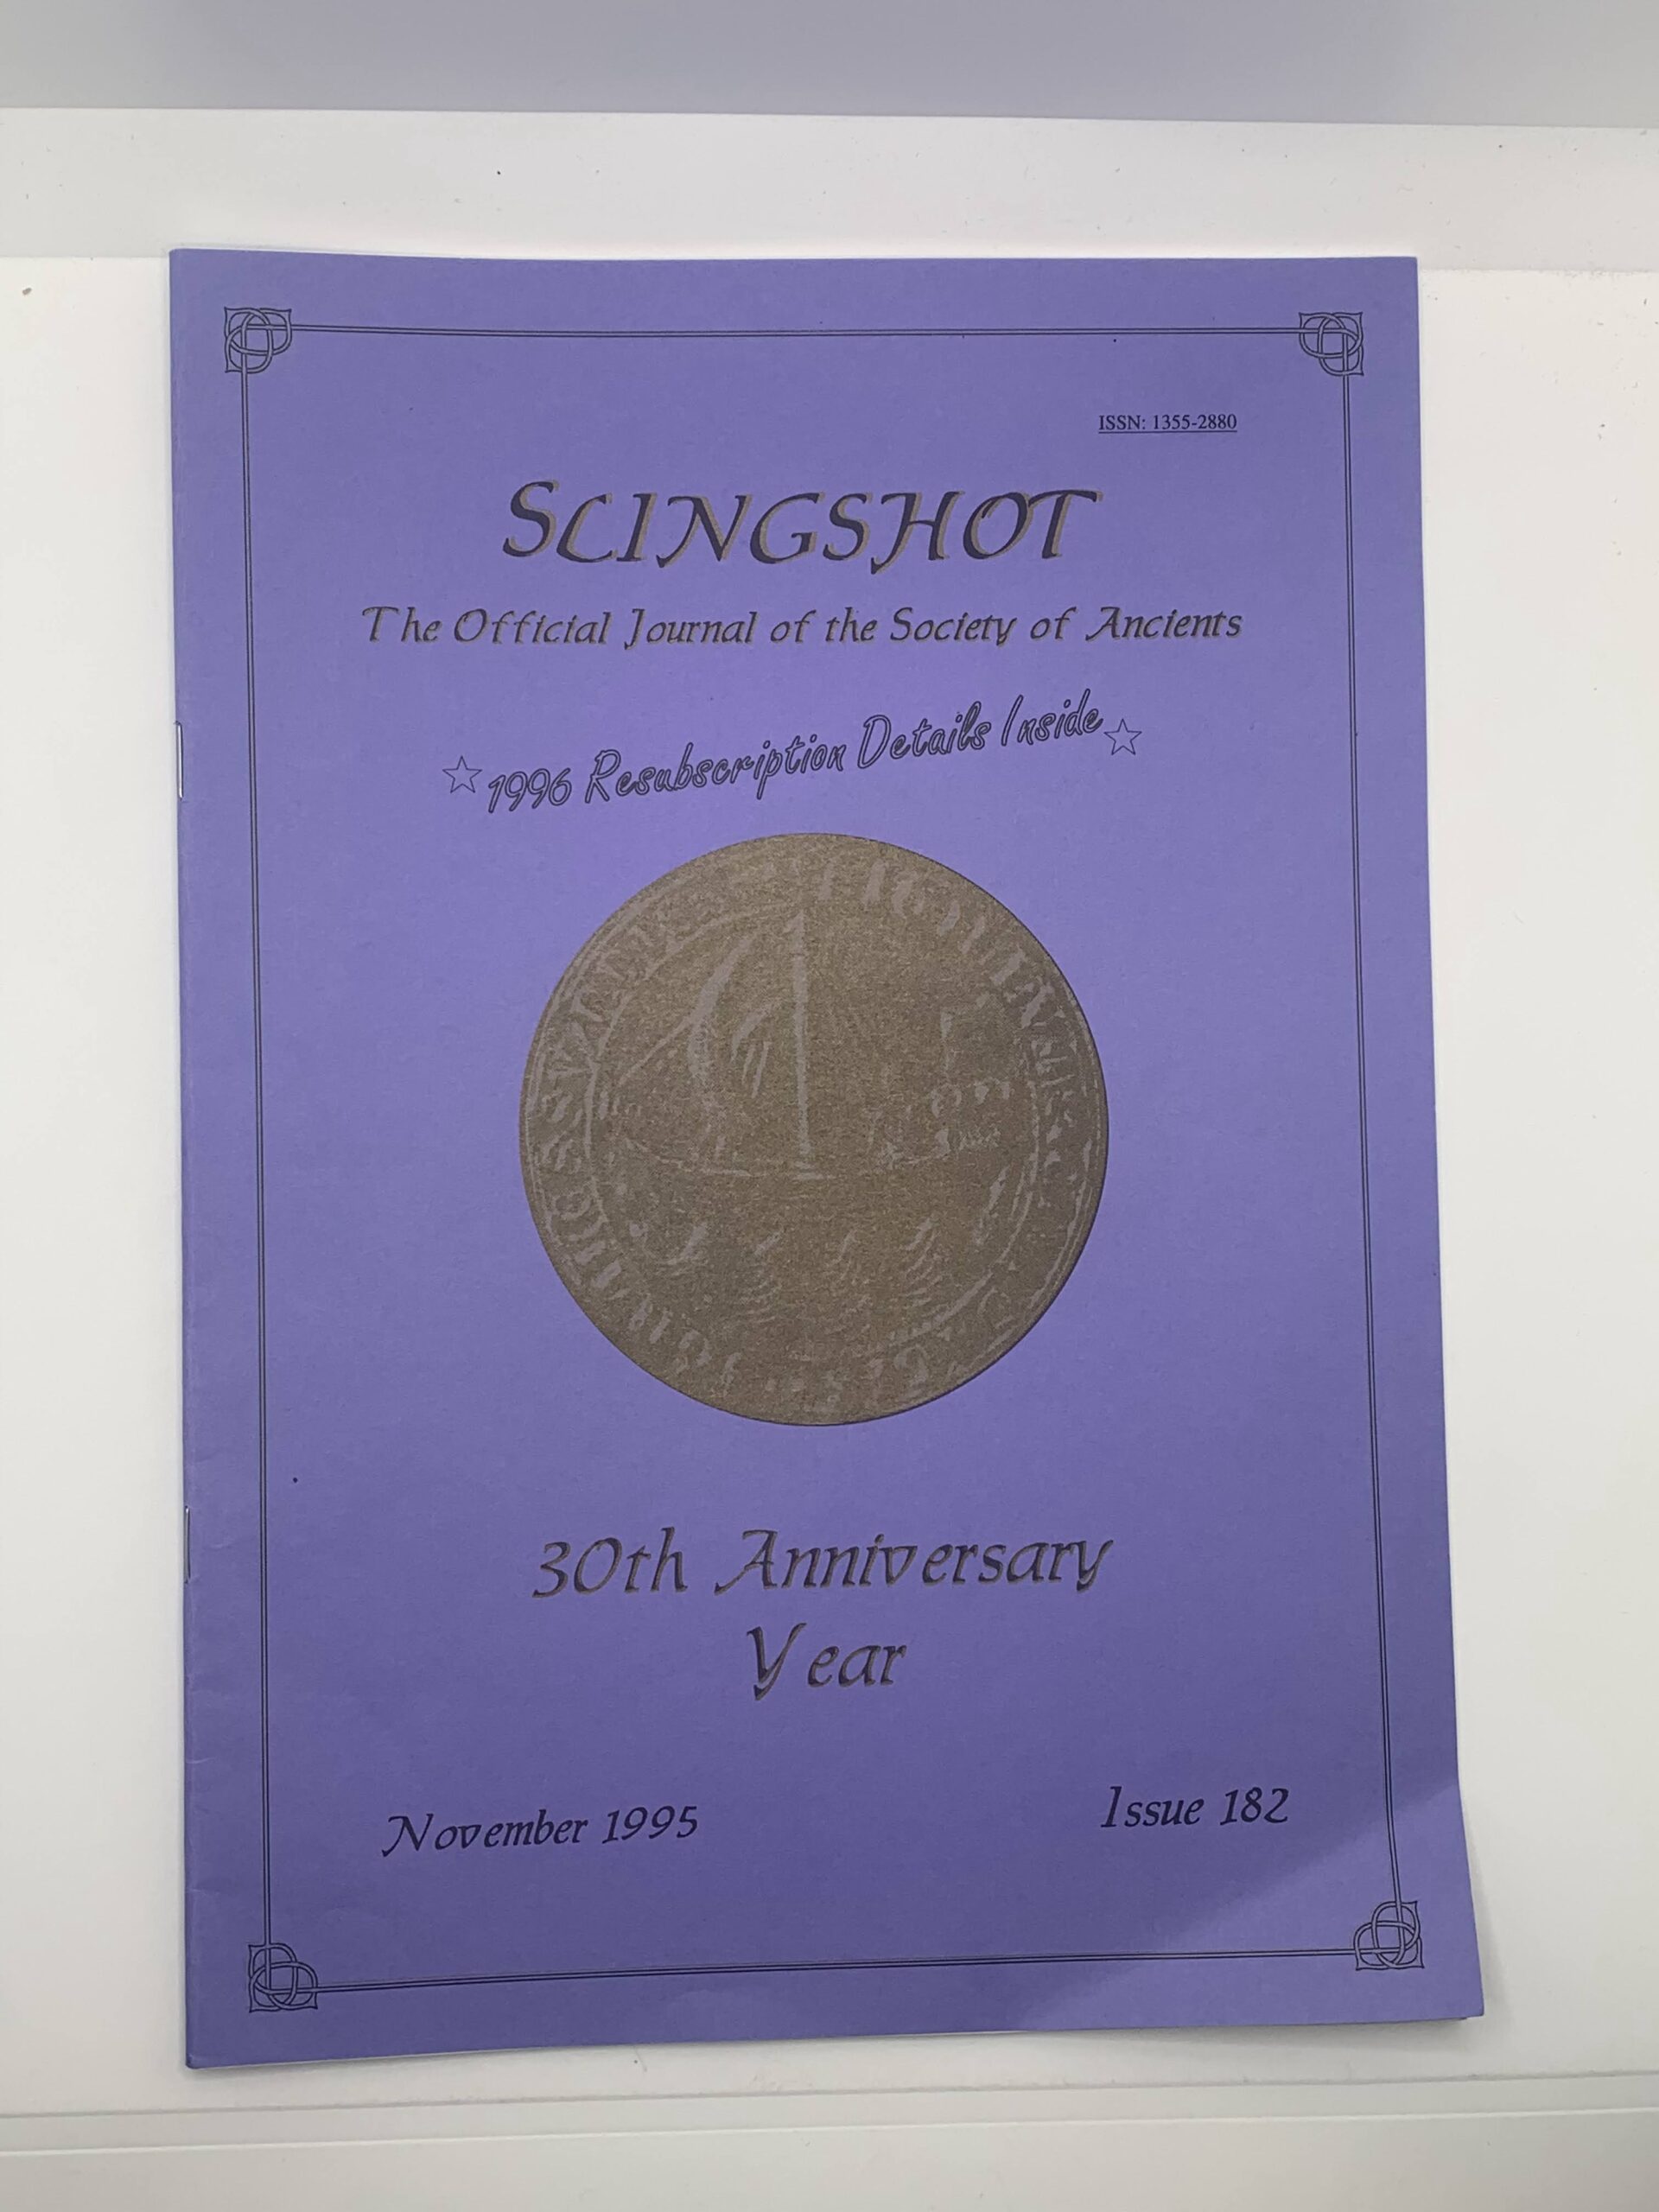 ISSN: 1355-2880
SLINGSHOT
The Official Journal of the Society of Ancients
☆1996 Resubscription Details Inside☆
30th Anniversary
Year
November 1995
Issue 182